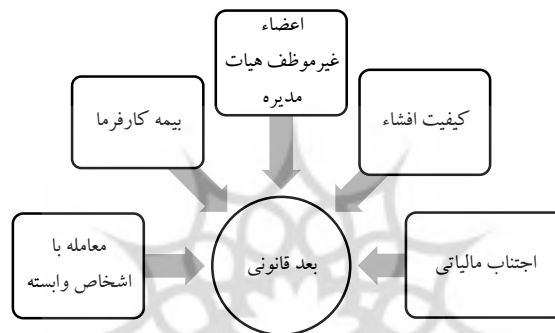 اعضاء
غیرموظف هیات
مدیره
کیفیت افشاء
بیمه کارفرما
اجتناب مالیاتی
بعد قانونی
معامله با
اشخاص وابسته